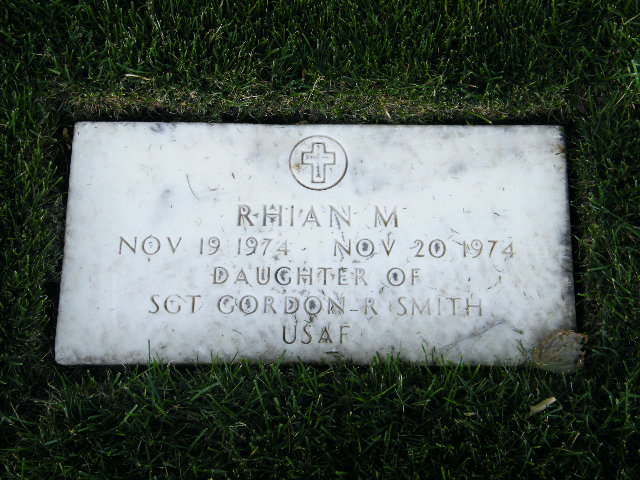 RHIAN M
NOV 19 1974 NOV 20 1974
DAUGHTER OF
SGT GORDON R SMITH
USAF